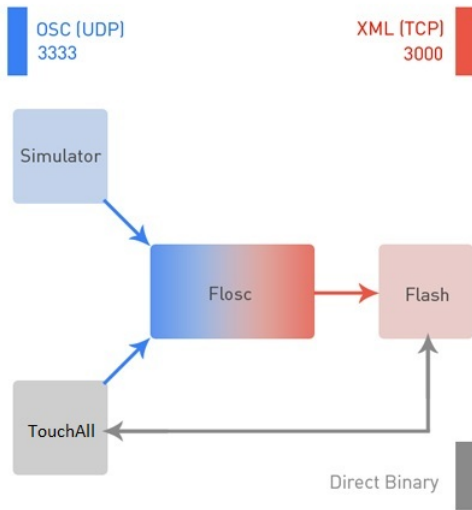 OSC (UDP)
3333
XML (TCP)
3000
Simulator
Flosc
Flash
TouchAll
Direct Binary